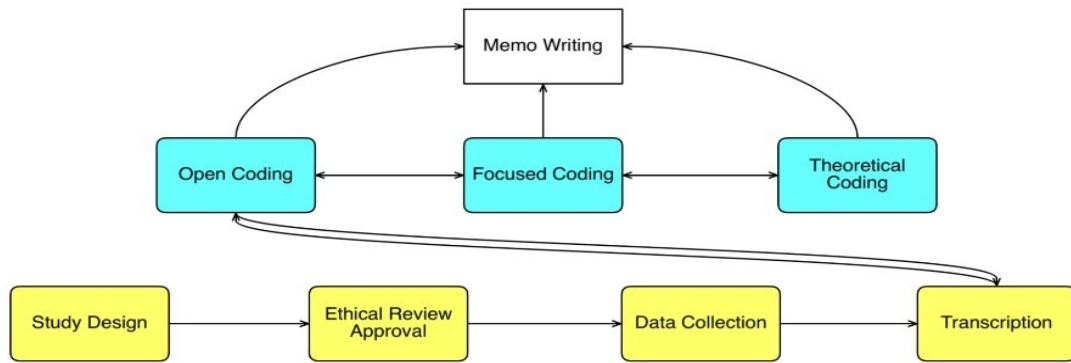 Memo Writing
Open Coding
Focused Coding
Theoretical
Coding
Study Design
Ethical Review
Approval
Data Collection
Transcription